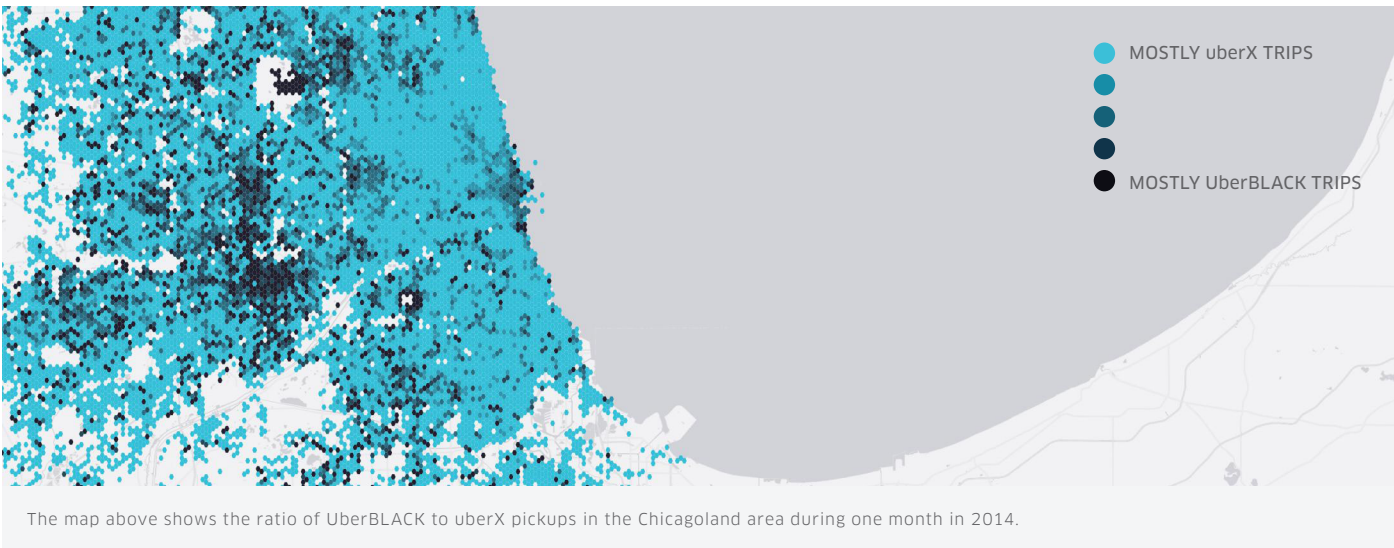 MOSTLY uberX TRIPS
MOSTLY UberBLACK TRIPS
The map above shows the ratio of UberBLACK to uberX pickups in the Chicagoland area during one month in 2014.